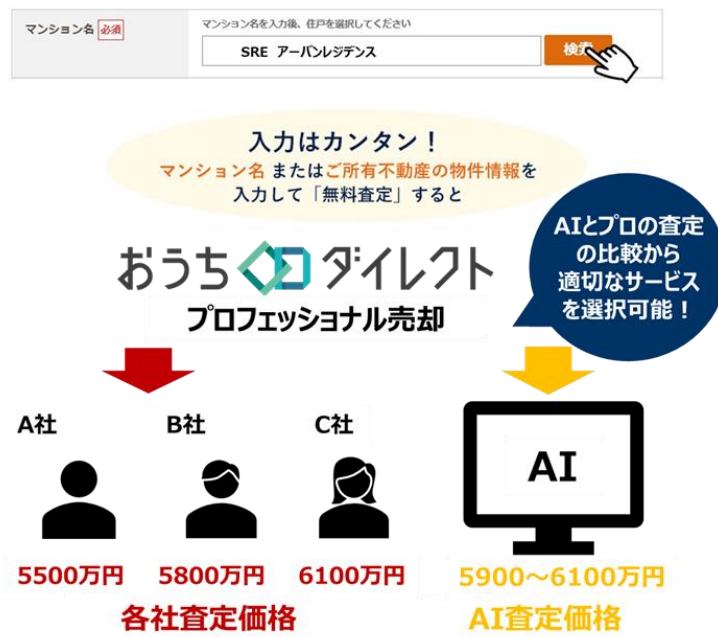 マンション名 必須
マンション名を入力後、住戸を選択してください
SRE アーバンレジデンス
検索
入力はカンタン！
マンション名 またはご所有不動産の物件情報を
入力して「無料査定」すると
AIとプロの査定
の比較から
適切なサービス
を選択可能！
おうちダイレクト
プロフェッショナル売却
A社 B社 C社
AI
5500万円 5800万円 6100万円
5900～6100万円
各社査定価格
AI査定価格